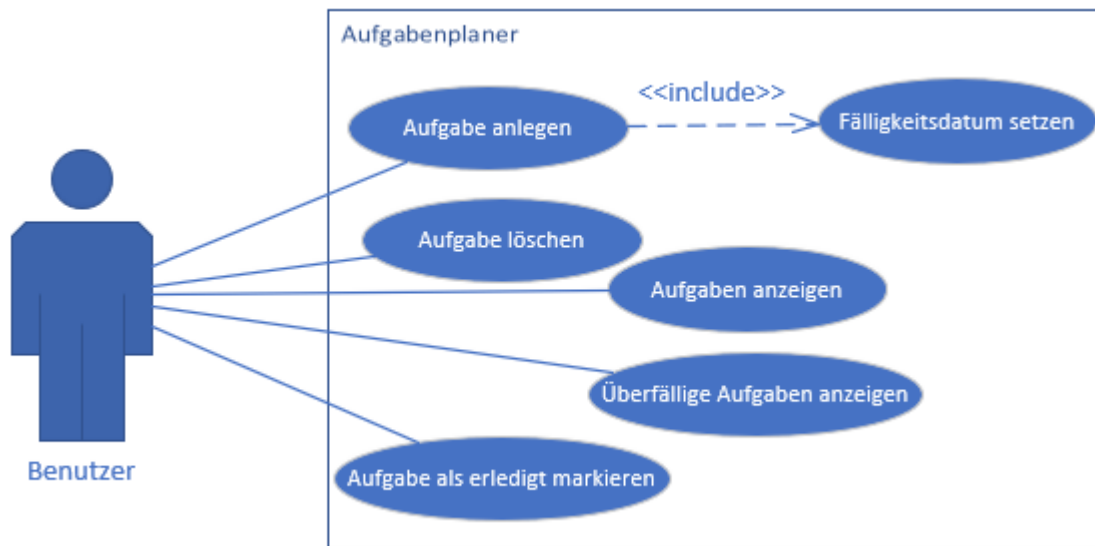 Aufgabenplaner
<<include>>
Aufgabe anlegen
Fälligkeitsdatum setzen
Aufgabe löschen
Aufgaben anzeigen
Überfällige Aufgaben anzeigen
Benutzer
Aufgabe als erledigt markieren